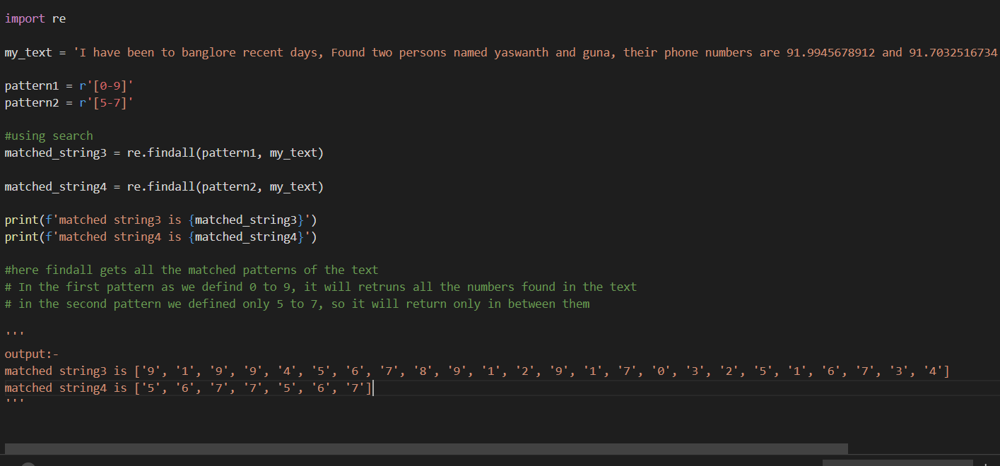 import re
my_text = 'I have been to banglore recent days, Found two persons named yaswanth and guna, their phone numbers are 91.9945678912 and 91.7032516734
pattern1 = r'[0-9]'
pattern2 = r'[5-7]'
#using search
matched_string3 = re.findall(pattern1, my_text)
matched_string4 = re.findall(pattern2, my_text)
print(f'matched string3 is {matched_string3}')
print(f'matched string4 is {matched_string4}')
#here findall gets all the matched patterns of the text
# In the first pattern as we defind 0 to 9, it will retruns all the numbers found in the text
# in the second pattern we defined only 5 to 7, so it will return only in between them
'''
output:-
matched string3 is ['9', '1', '9', '9', '4', '5', '6', '7', '8', '9', '1', '2', '9', '1', '7', '0', '3', '2', '5', '1', '6', '7', '3', '4']
matched string4 is ['5', '6', '7', '7', '5', '6', '7']
'''